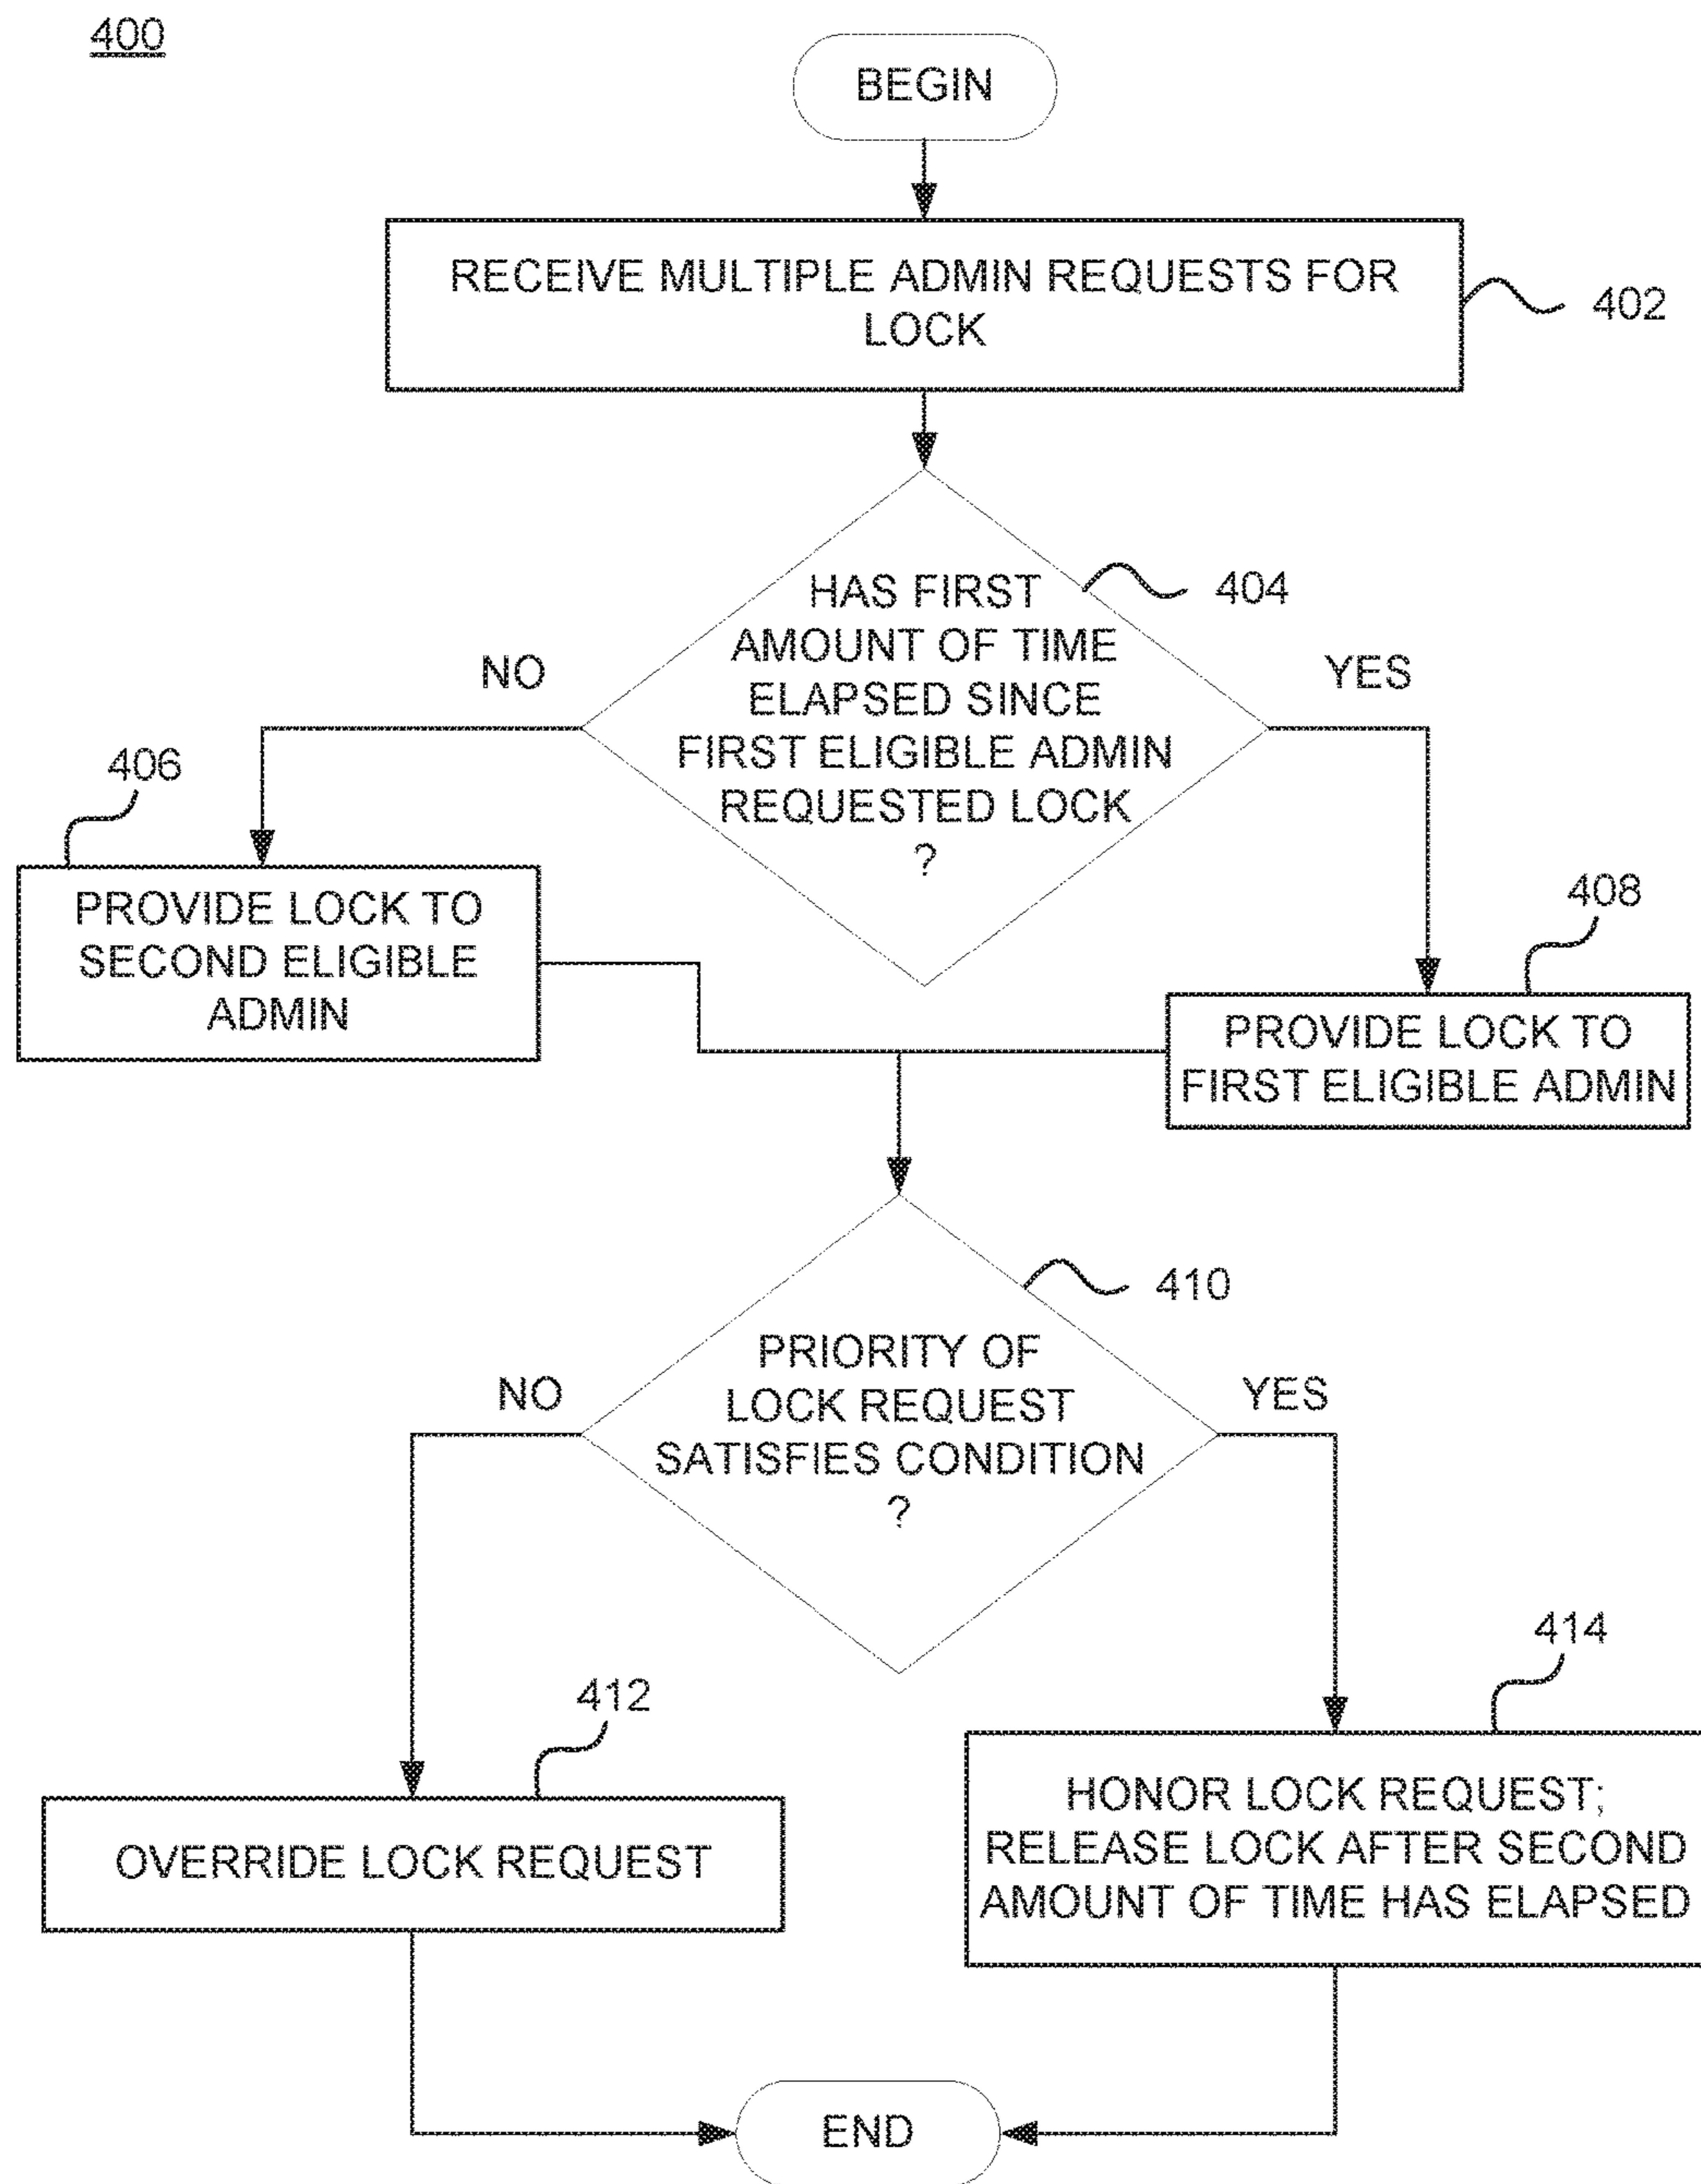 400
BEGIN
RECEIVE MULTIPLE ADMIN REQUESTS FOR
LOCK
402
HAS FIRST
AMOUNT OF TIME
ELAPSED SINCE
FIRST ELIGIBLE ADMIN
REQUESTED LOCK
?
404
NO
YES
406
PROVIDE LOCK TO
SECOND ELIGIBLE
ADMIN
408
PROVIDE LOCK TO
FIRST ELIGIBLE ADMIN
410
PRIORITY OF
LOCK REQUEST
SATISFIES CONDITION
?
NO
YES
412
OVERRIDE LOCK REQUEST
414
HONOR LOCK REQUEST;
RELEASE LOCK AFTER SECOND
AMOUNT OF TIME HAS ELAPSED
END